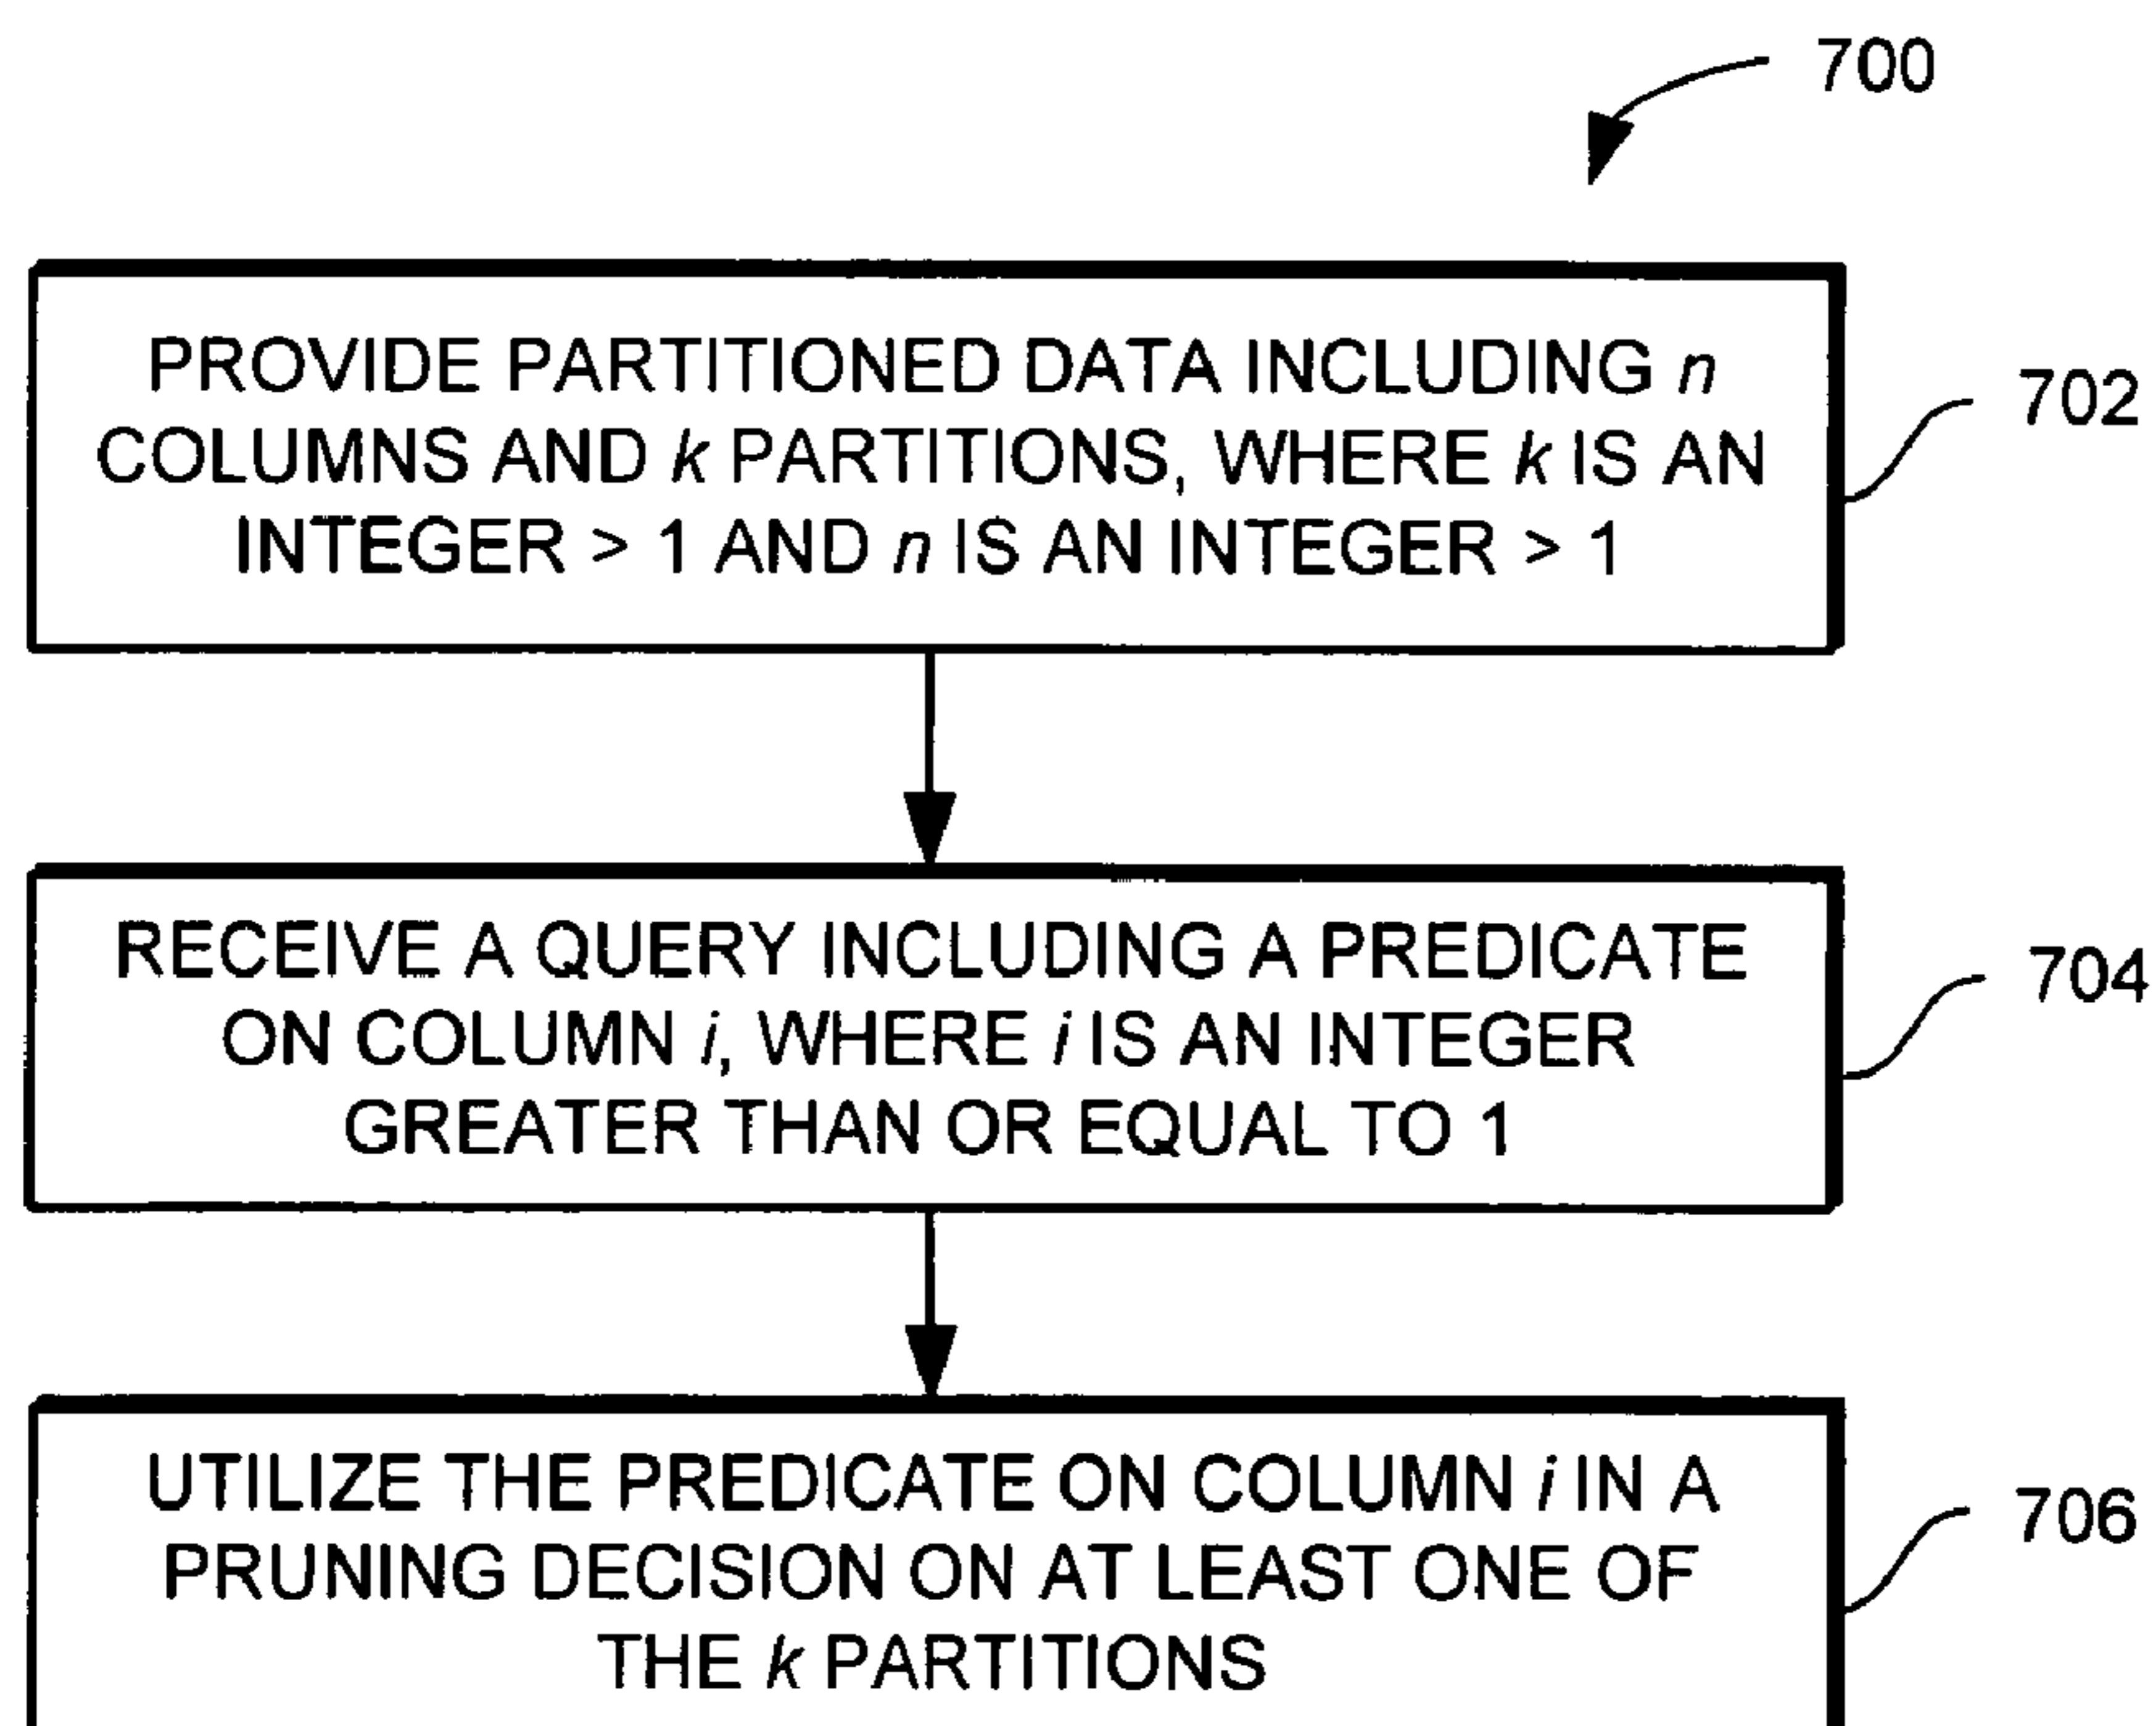 700
PROVIDE PARTITIONED DATA INCLUDING n
COLUMNS AND k PARTITIONS, WHERE k IS AN
INTEGER > 1 AND n IS AN INTEGER > 1
702
RECEIVE A QUERY INCLUDING A PREDICATE
ON COLUMN i, WHERE i IS AN INTEGER
GREATER THAN OR EQUAL TO 1
704
UTILIZE THE PREDICATE ON COLUMN i IN A
PRUNING DECISION ON AT LEAST ONE OF
THE k PARTITIONS
706